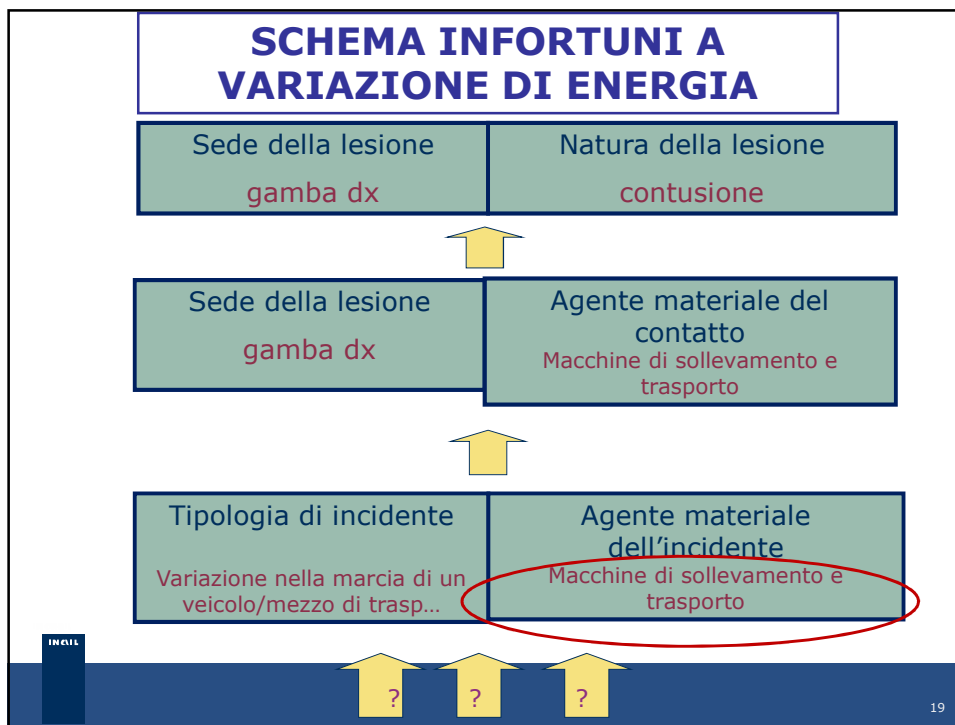 SCHEMA INFORTUNI A
VARIAZIONE DI ENERGIA
Sede della lesione
gamba dx
Natura della lesione
contusione
Sede della lesione
gamba dx
Agente materiale del
contatto
Macchine di sollevamento e
trasporto
Tipologia di incidente
Variazione nella marcia di un
veicolo/mezzo di trasp…
Agente materiale
dell’incidente
Macchine di sollevamento e
trasporto
? ? ?
19